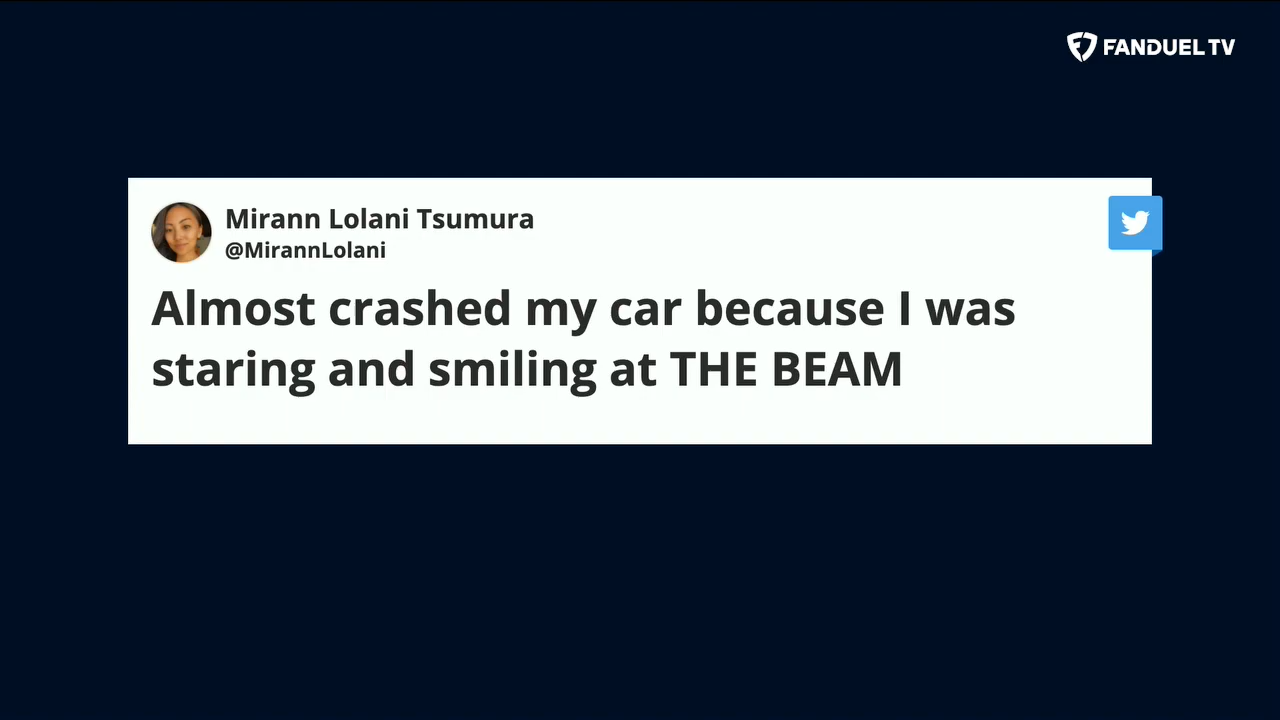 FANDUEL TV
Mirann Lolani Tsumura
@MirannLolani
Almost crashed my car because I was
staring and smiling at THE BEAM